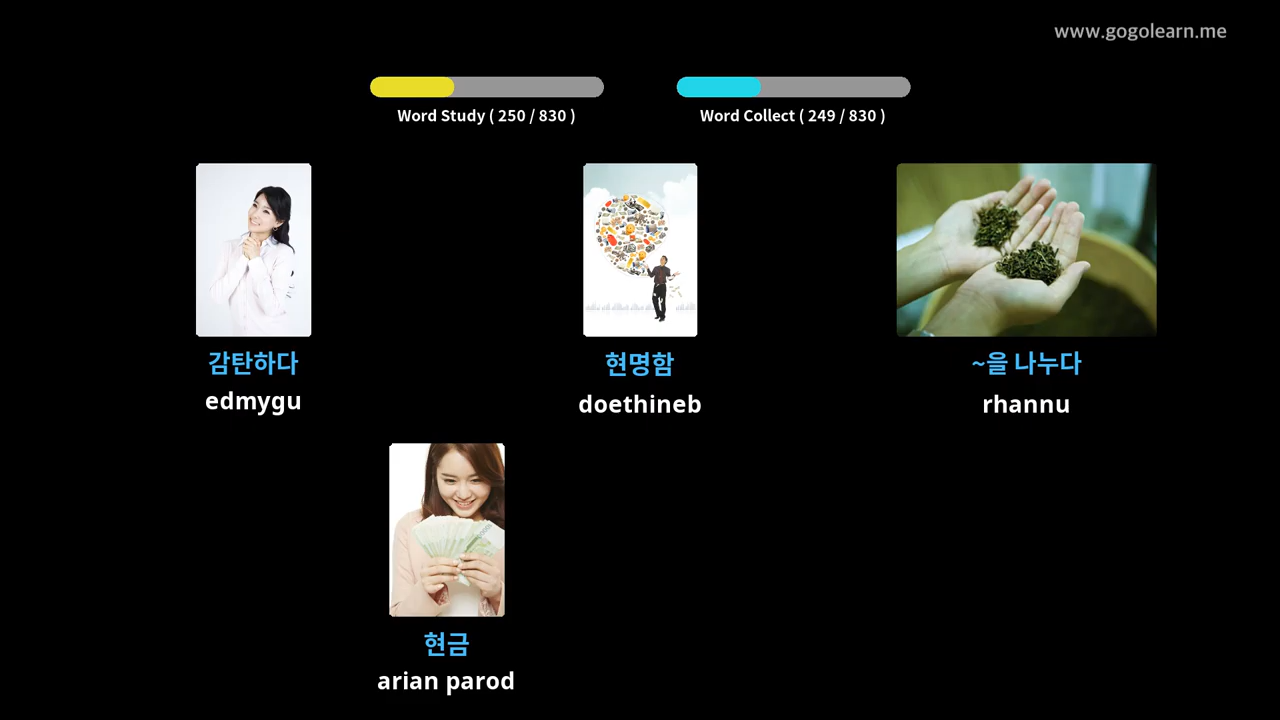 www.gogolearn.me
Word Study ( 250 / 830 )
Word Collect ( 249 / 830 )
감탄하다
edmygu
현명함
doethineb
~을 나누다
rhannu
현금
arian parod